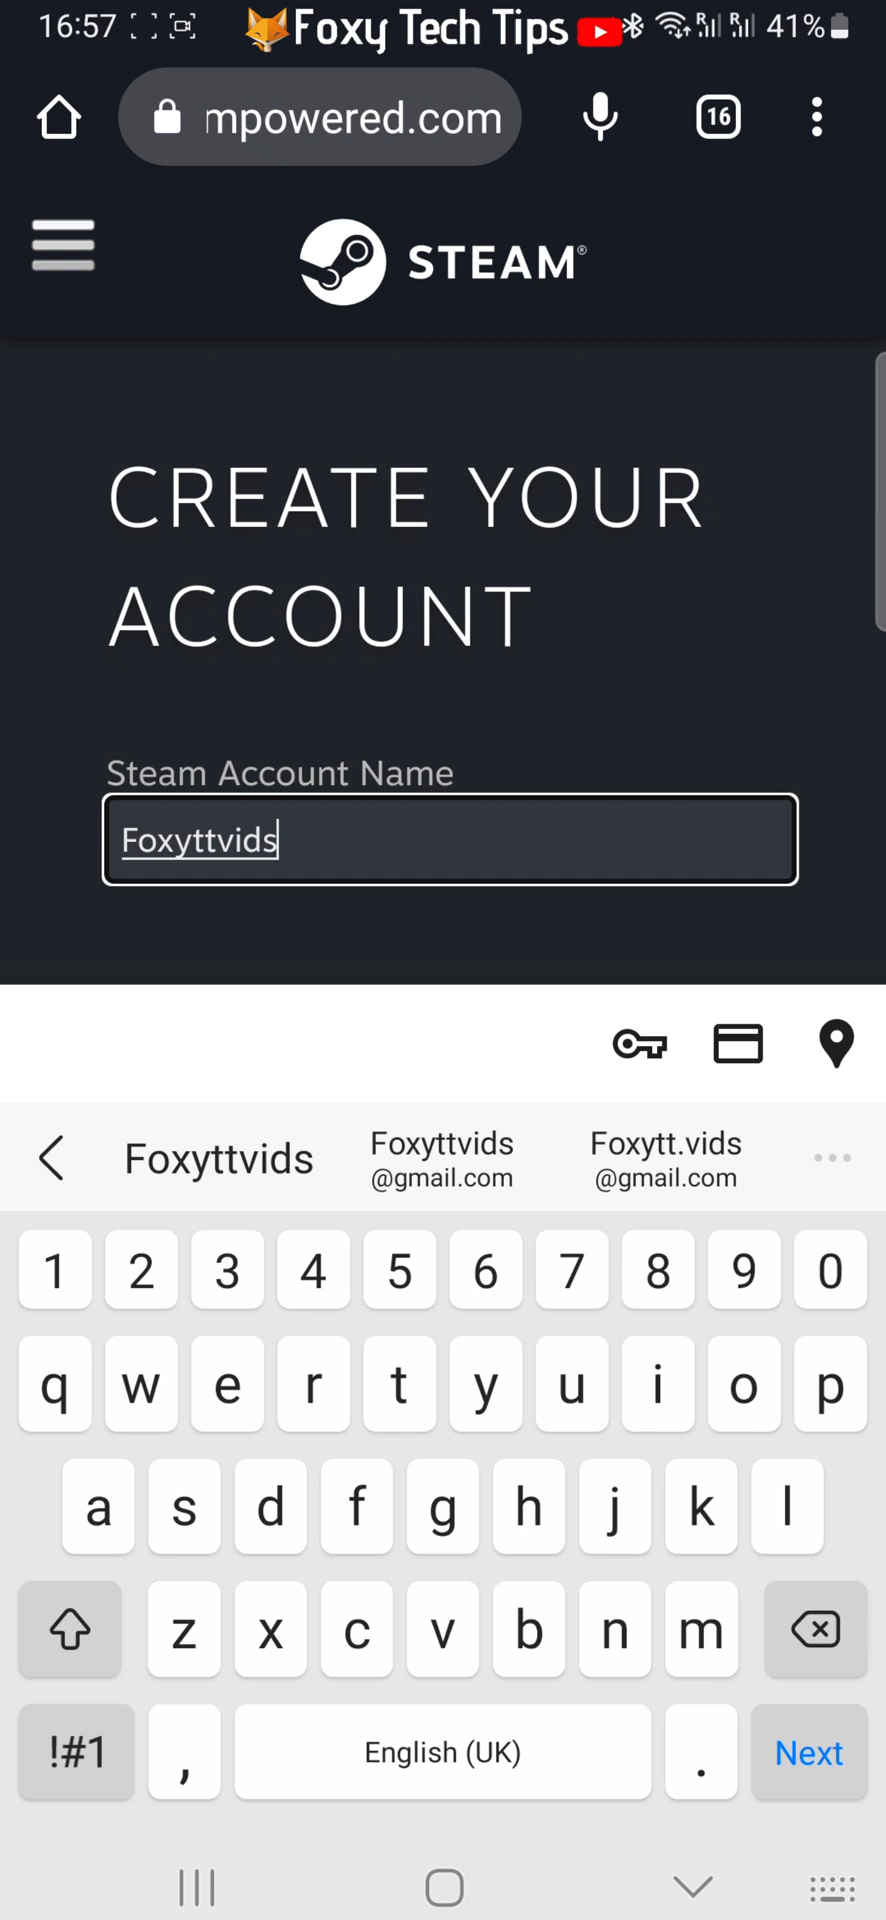 16:57 Foxy Tech Tips 41%
mpowered.com 16
STEAM®
CREATE YOUR
ACCOUNT
Steam Account Name
Foxyttvids
Foxyttvids Foxyttvids @gmail.com Foxytt.vids @gmail.com
1 2 3 4 5 6 7 8 9 0
q w e r t y u i o p
a s d f g h j k l
z x c v b n m
!#1 , English (UK) . Next